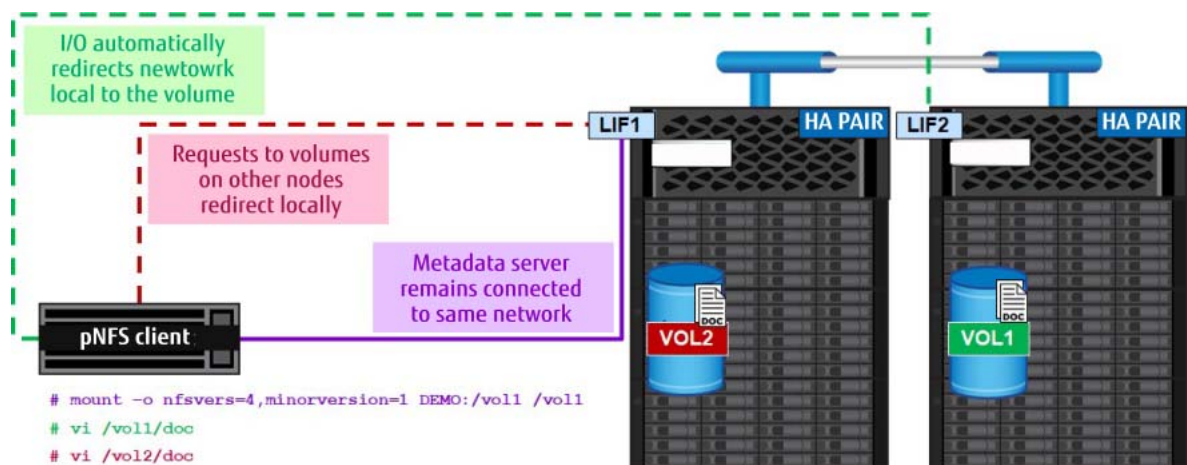 I/O automatically
redirects newtowrk
local to the volume
Requests to volumes
on other nodes
redirect locally
Metadata server
remains connected
to same network
LIF1
HA PAIR
LIF2
HA PAIR
DOC
VOL2
DOC
VOL1
pNFS client
# mount -o nfsvers=4,minorversion=1 DEMO:/vol1 /vol1
# vi /vol1/doc
# vi /vol2/doc